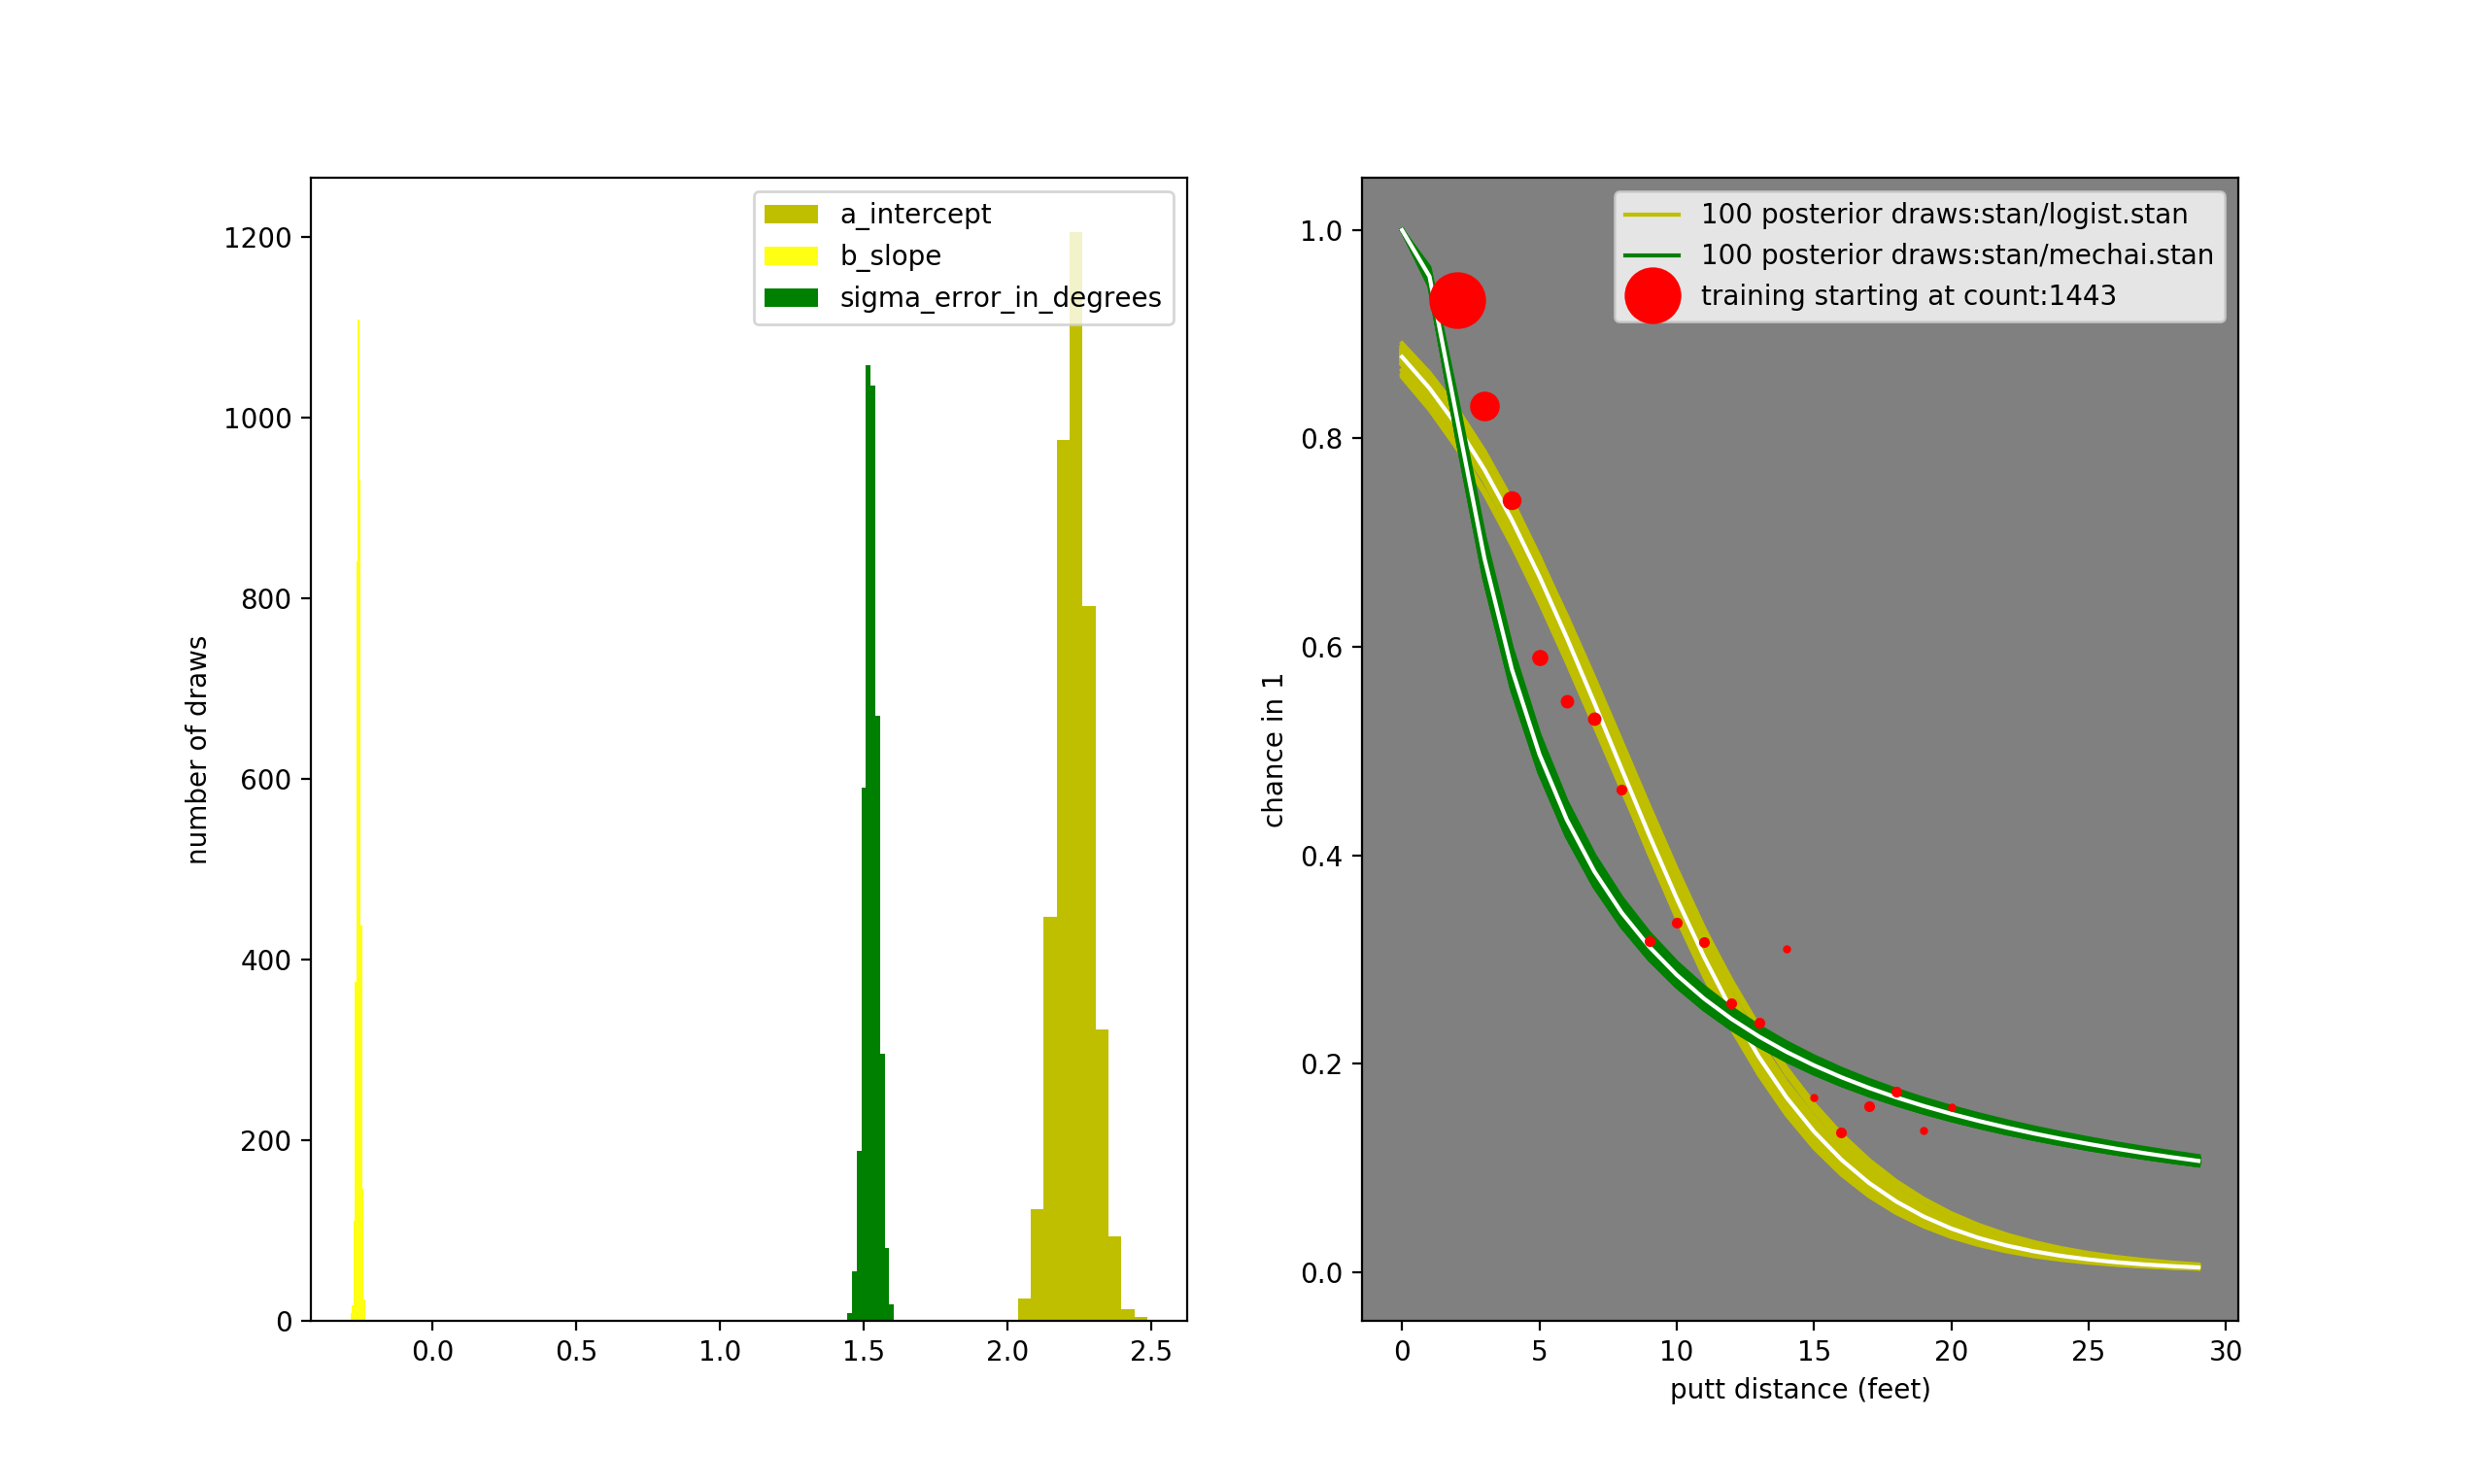 a_intercept
b_slope
sigma_error_in_degrees
number of draws
1200
1000
800
600
400
200
0
0.0 0.5 1.0 1.5 2.0 2.5
100 posterior draws:stan/logist.stan
100 posterior draws:stan/mechai.stan
training starting at count:1443
chance in 1
1.0
0.8
0.6
0.4
0.2
0.0
0 5 10 15 20 25 30
putt distance (feet)